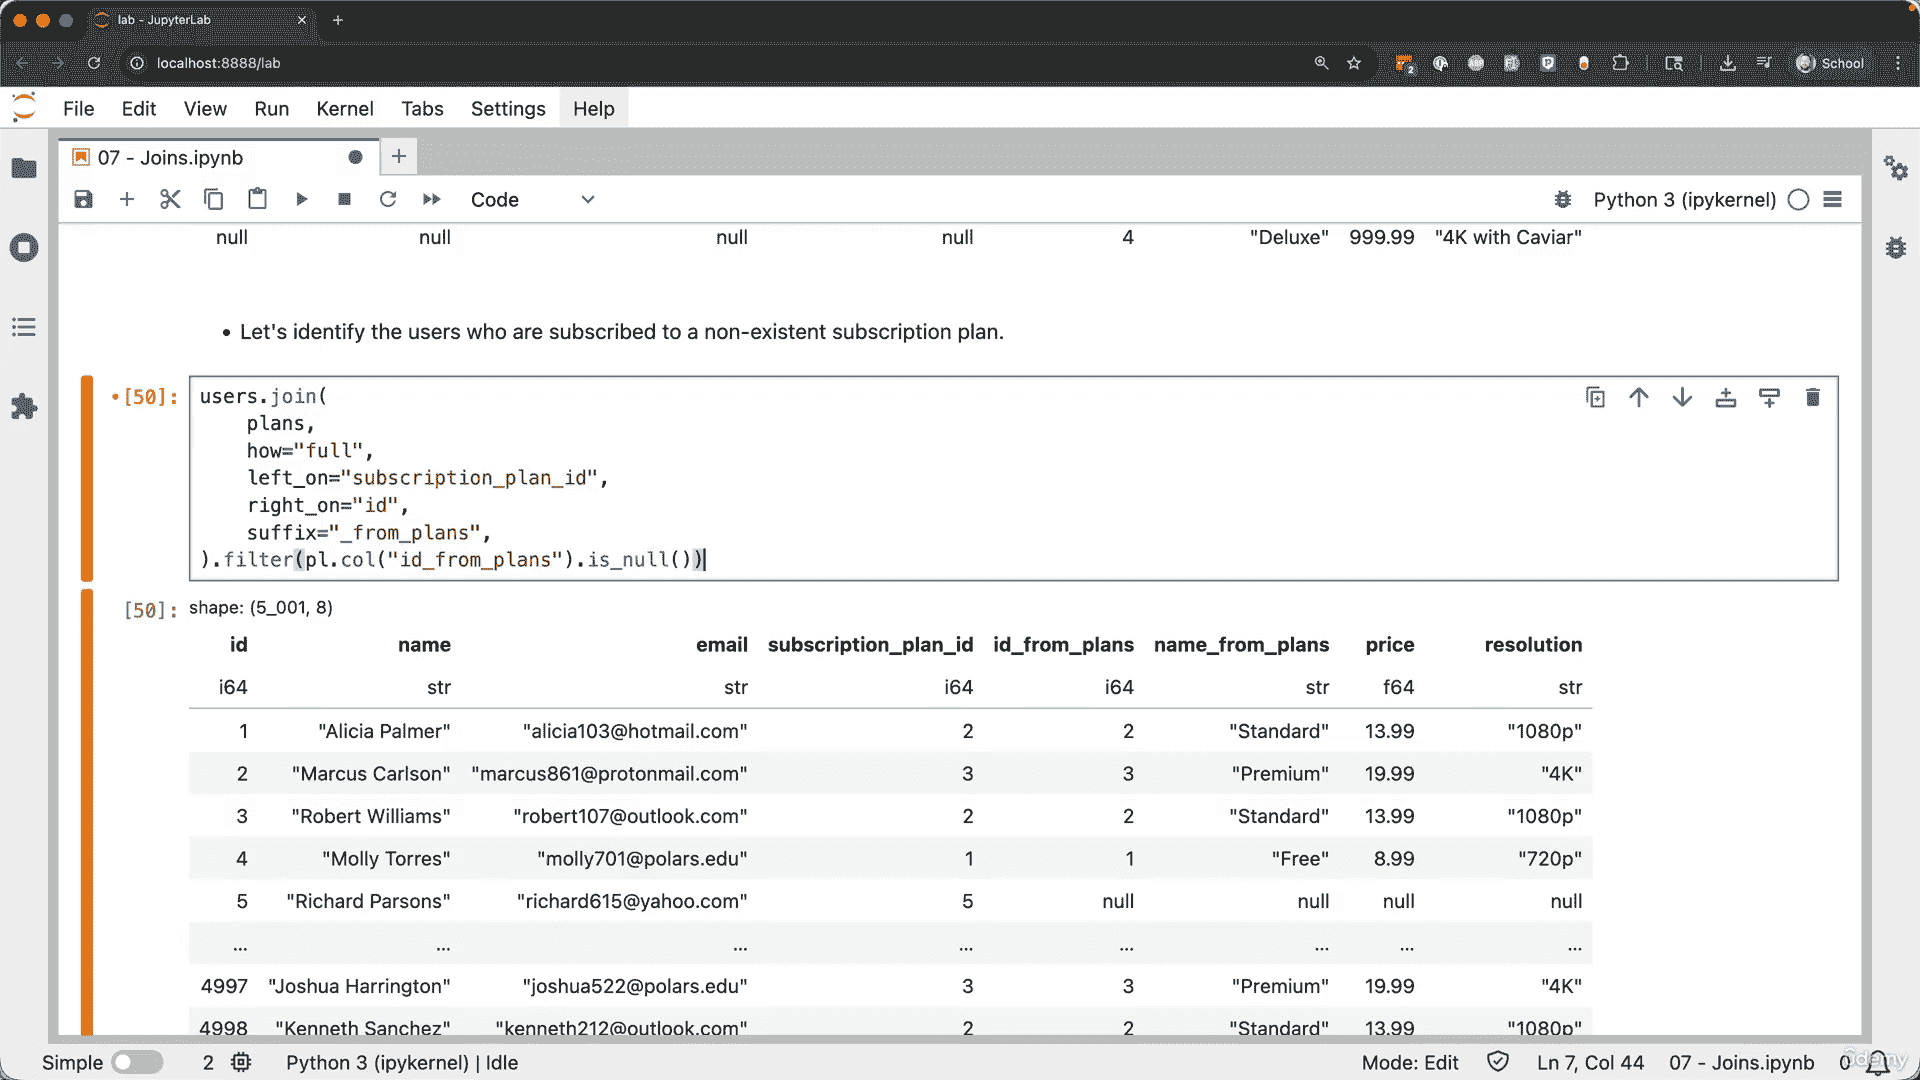 lab - JupyterLab
localhost:8888/lab
2
School
File Edit View Run Kernel Tabs Settings Help
07 - Joins.ipynb
Code
Python 3 (ipykernel)
null null null null 4 "Deluxe" 999.99 "4K with Caviar"
• Let's identify the users who are subscribed to a non-existent subscription plan.
•[50]:
users.join(
    plans,
    how="full",
    left_on="subscription_plan_id",
    right_on="id",
    suffix="_from_plans",
).filter(pl.col("id_from_plans").is_null())
[50]: shape: (5_001, 8)
id name email subscription_plan_id id_from_plans name_from_plans price resolution
i64 str str i64 i64 str f64 str
1 "Alicia Palmer" "alicia103@hotmail.com" 2 2 "Standard" 13.99 "1080p"
2 "Marcus Carlson" "marcus861@protonmail.com" 3 3 "Premium" 19.99 "4K"
3 "Robert Williams" "robert107@outlook.com" 2 2 "Standard" 13.99 "1080p"
4 "Molly Torres" "molly701@polars.edu" 1 1 "Free" 8.99 "720p"
5 "Richard Parsons" "richard615@yahoo.com" 5 null null null null
... ... ... ... ... ... ... ...
4997 "Joshua Harrington" "joshua522@polars.edu" 3 3 "Premium" 19.99 "4K"
4998 "Kenneth Sanchez" "kenneth212@outlook.com" 2 2 "Standard" 13.99 "1080p"
Simple 2 Python 3 (ipykernel) | Idle Mode: Edit Ln 7, Col 44 07 - Joins.ipynb 0